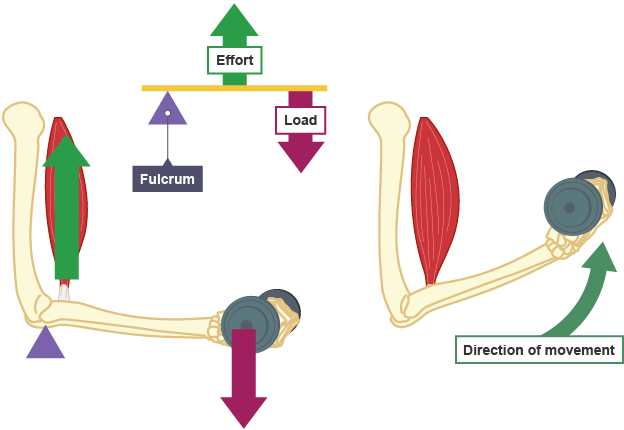 Effort
Load
Fulcrum
Direction of movement